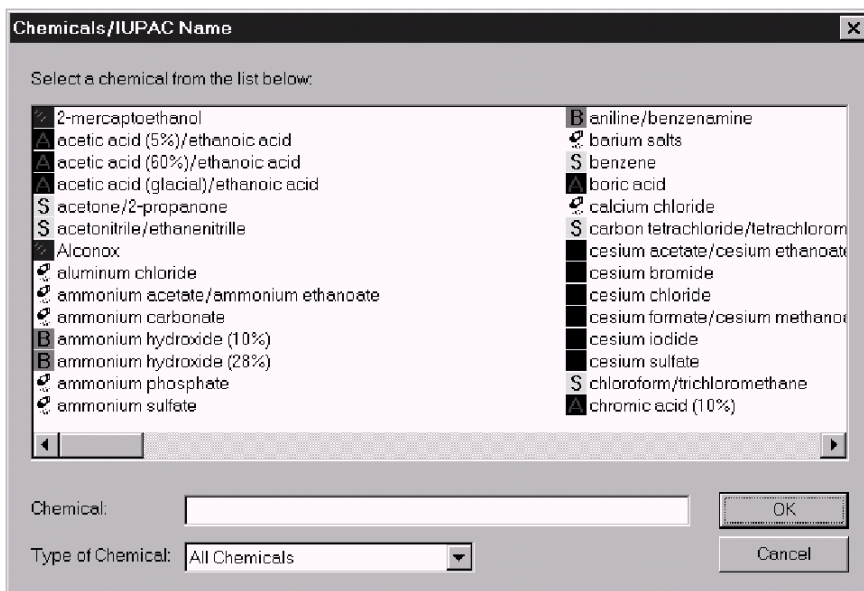 Chemicals/IUPAC Name
Select a chemical from the list below:
2-mercaptoethanol
A acetic acid (5%)/ethanoic acid
A acetic acid (60%)/ethanoic acid
A acetic acid (glacial)/ethanoic acid
S acetone/2-propanone
S acetonitrile/ethanenitrille
Alconox
aluminum chloride
ammonium acetate/ammonium ethanoate
ammonium carbonate
B ammonium hydroxide (10%)
B ammonium hydroxide (28%)
ammonium phosphate
ammonium sulfate
B aniline/benzenamine
barium salts
S benzene
A boric acid
calcium chloride
S carbon tetrachloride/tetrachlorom
cesium acetate/cesium ethanoate
cesium bromide
cesium chloride
cesium formate/cesium methanoa
cesium iodide
cesium sulfate
S chloroform/trichloromethane
A chromic acid (10%)
Chemical:
OK
Type of Chemical: All Chemicals
Cancel